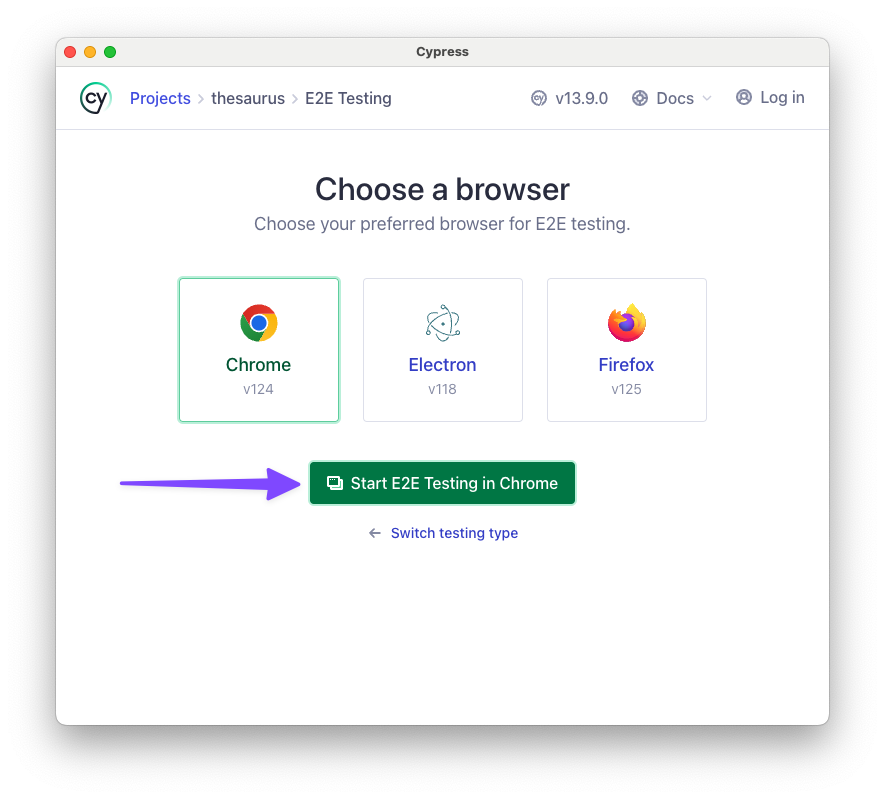 Cypress
cy Projects > thesaurus > E2E Testing cy v13.9.0 Docs Log in
Choose a browser
Choose your preferred browser for E2E testing.
Chrome Electron Firefox
v124 v118 v125
Start E2E Testing in Chrome
← Switch testing type